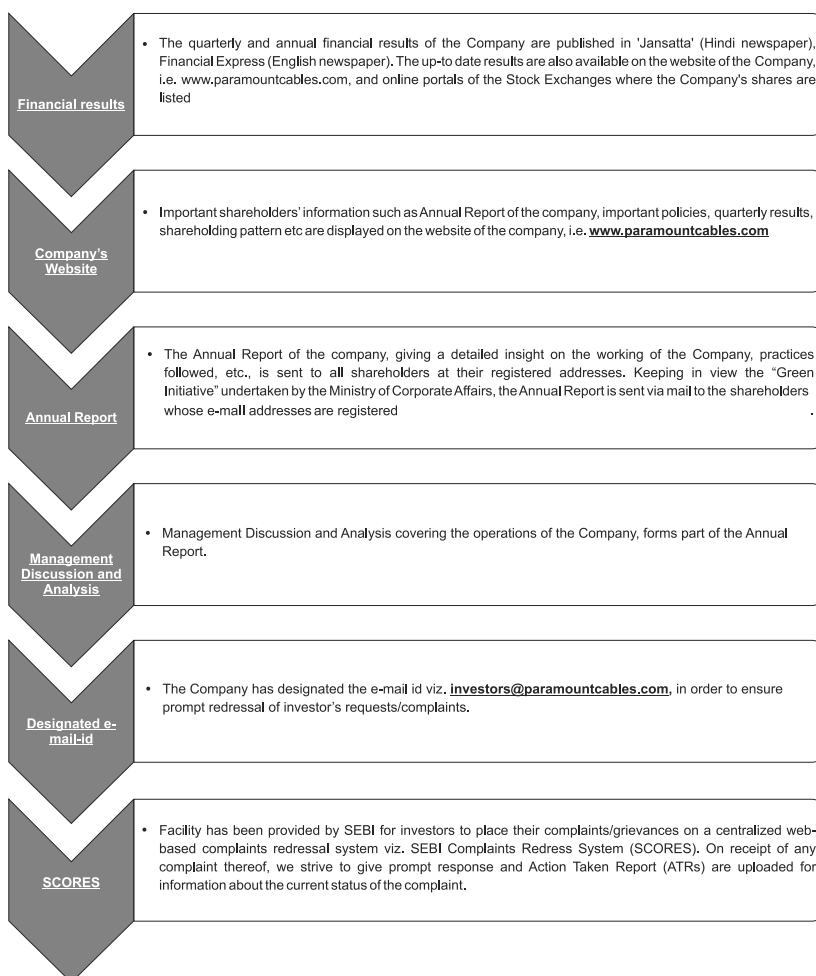 Financial results
• The quarterly and annual financial results of the Company are published in 'Jansatta' (Hindi newspaper),
Financial Express (English newspaper). The up-to date results are also available on the website of the Company,
i.e. www.paramountcables.com, and online portals of the Stock Exchanges where the Company's shares are
listed
Company's
Website
• Important shareholders' information such as Annual Report of the company, important policies, quarterly results,
shareholding pattern etc are displayed on the website of the company, i.e. www.paramountcables.com
Annual Report
• The Annual Report of the company, giving a detailed insight on the working of the Company, practices
followed, etc., is sent to all shareholders at their registered addresses. Keeping in view the “Green
Initiative” undertaken by the Ministry of Corporate Affairs, the Annual Report is sent via mail to the shareholders
whose e-mail addresses are registered .
Management
Discussion and
Analysis
• Management Discussion and Analysis covering the operations of the Company, forms part of the Annual
Report.
Designated e-
mail-id
• The Company has designated the e-mail id viz. investors@paramountcables.com, in order to ensure
prompt redressal of investor's requests/complaints.
SCORES
• Facility has been provided by SEBI for investors to place their complaints/grievances on a centralized web-
based complaints redressal system viz. SEBI Complaints Redress System (SCORES). On receipt of any
complaint thereof, we strive to give prompt response and Action Taken Report (ATRs) are uploaded for
information about the current status of the complaint.